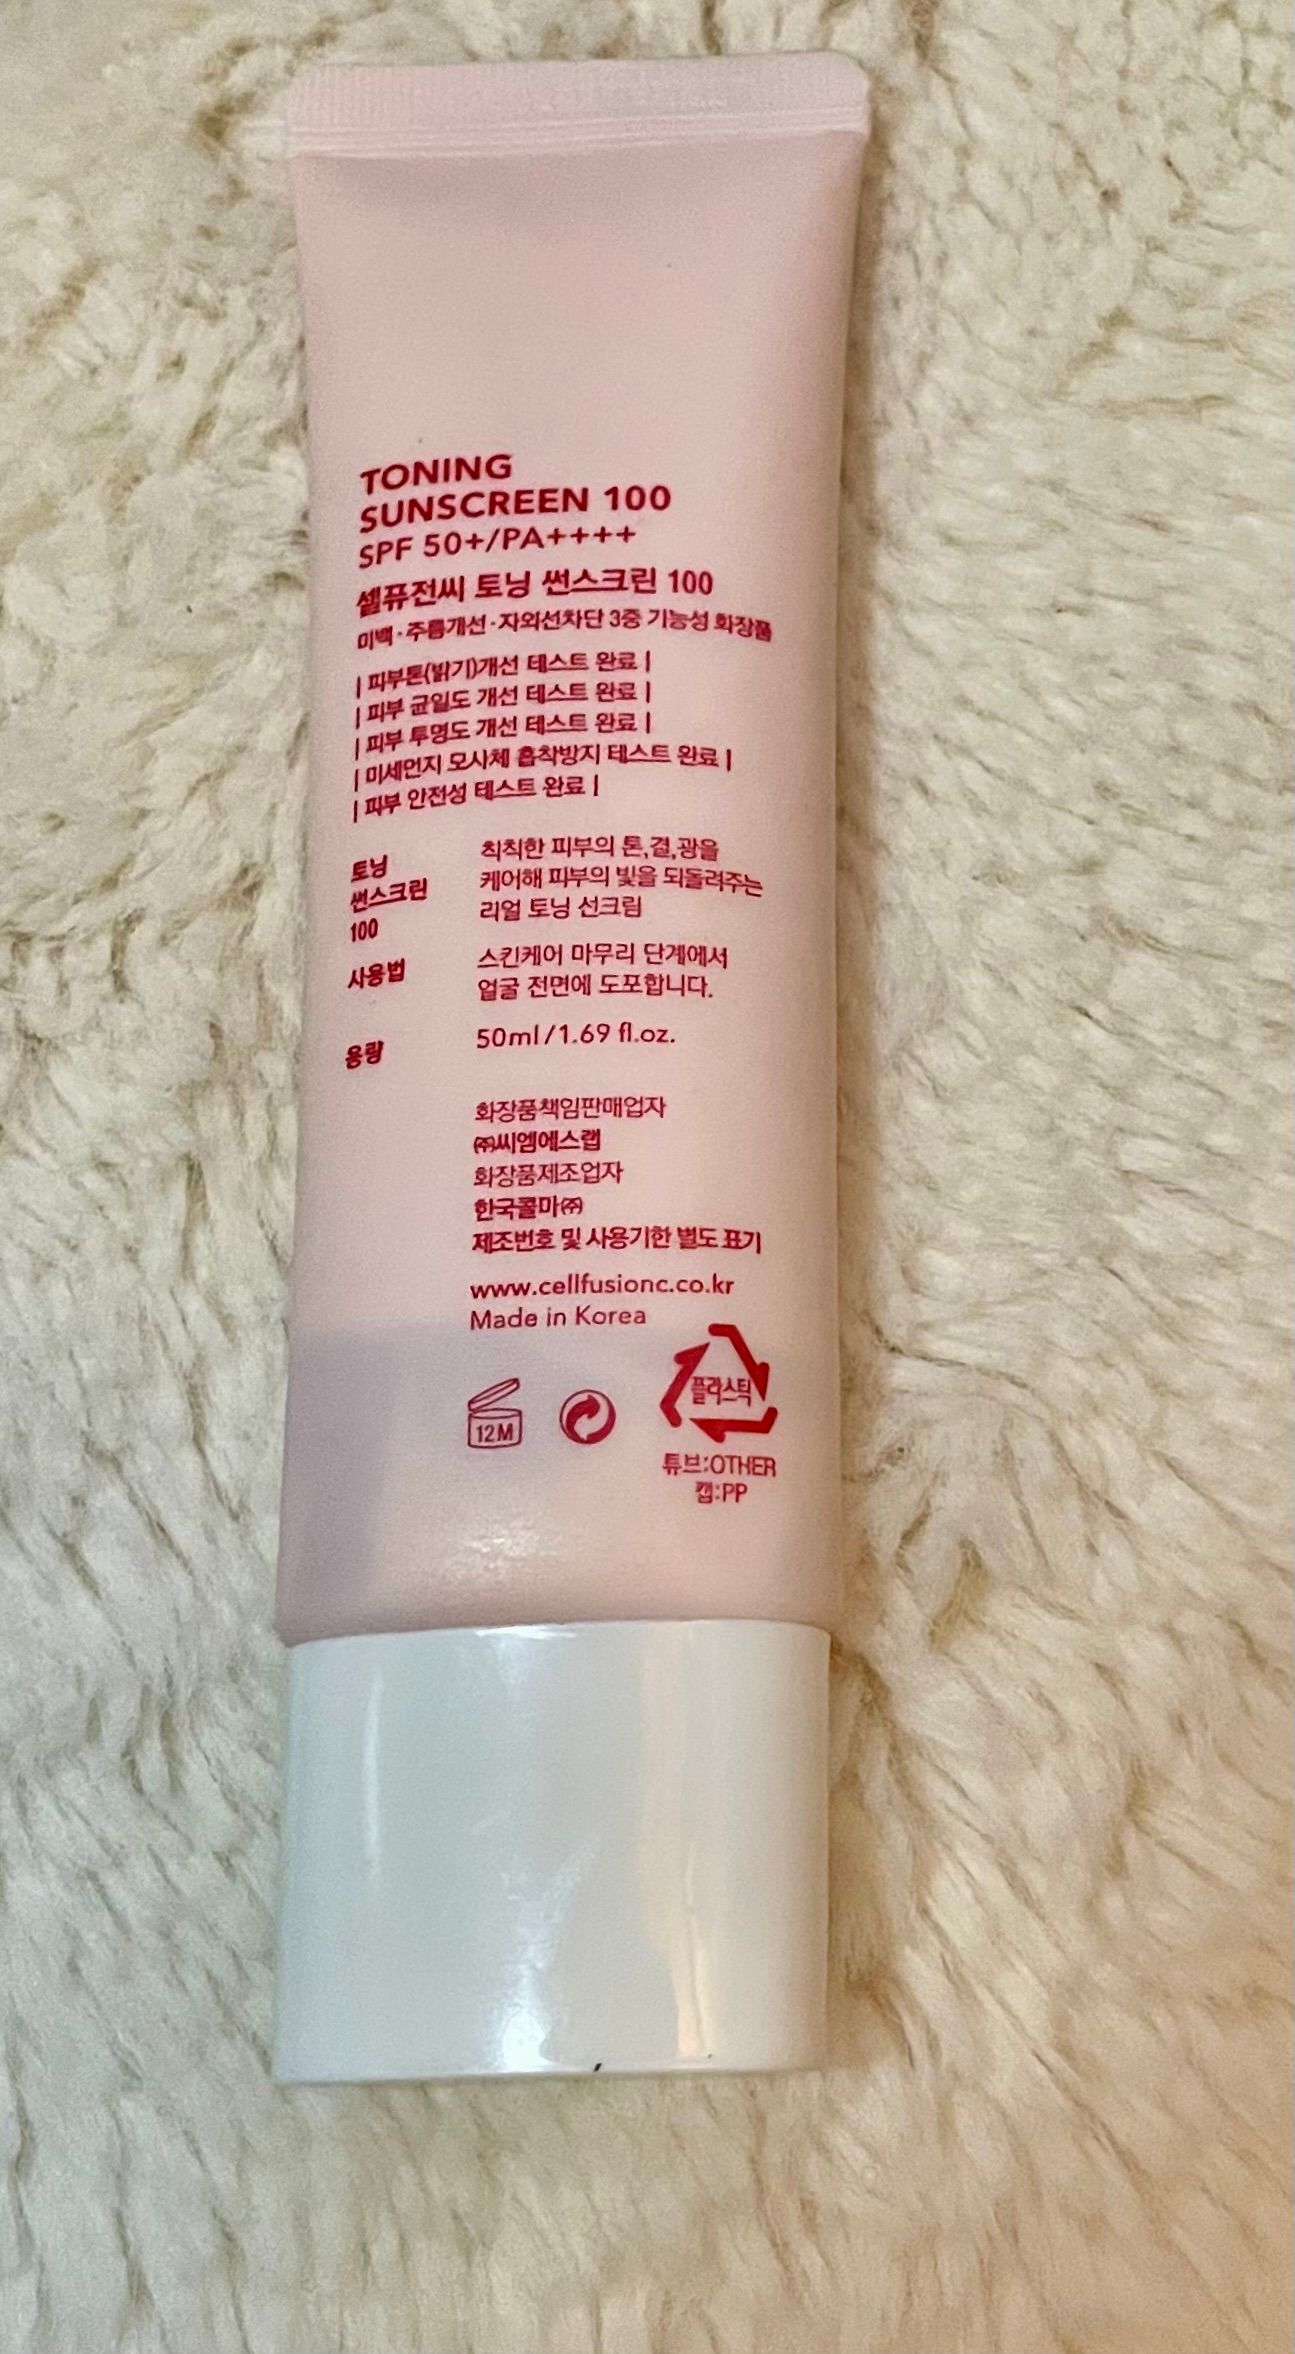 TONING
SUNSCREEN 100
SPF 50+/PA++++
셀퓨전씨 토닝 썬스크린 100
미백·주름개선·자외선차단 3중 기능성 화장품
| 피부톤(밝기)개선 테스트 완료 |
| 피부 균일도 개선 테스트 완료 |
| 피부 투명도 개선 테스트 완료 |
| 미세먼지 모사체 흡착방지 테스트 완료 |
| 피부 안전성 테스트 완료 |
토닝
썬스크린
100
칙칙한 피부의 톤,결,광을
케어해 피부의 빛을 되돌려주는
리얼 토닝 선크림
사용법
스킨케어 마무리 단계에서
얼굴 전면에 도포합니다.
용량
50ml/1.69 fl.oz.
화장품책임판매업자
㈜씨엠에스랩
화장품제조업자
한국콜마㈜
제조번호 및 사용기한 별도 표기
www.cellfusionc.co.kr
Made in Korea
12M
플라스틱
튜브:OTHER
캡:PP